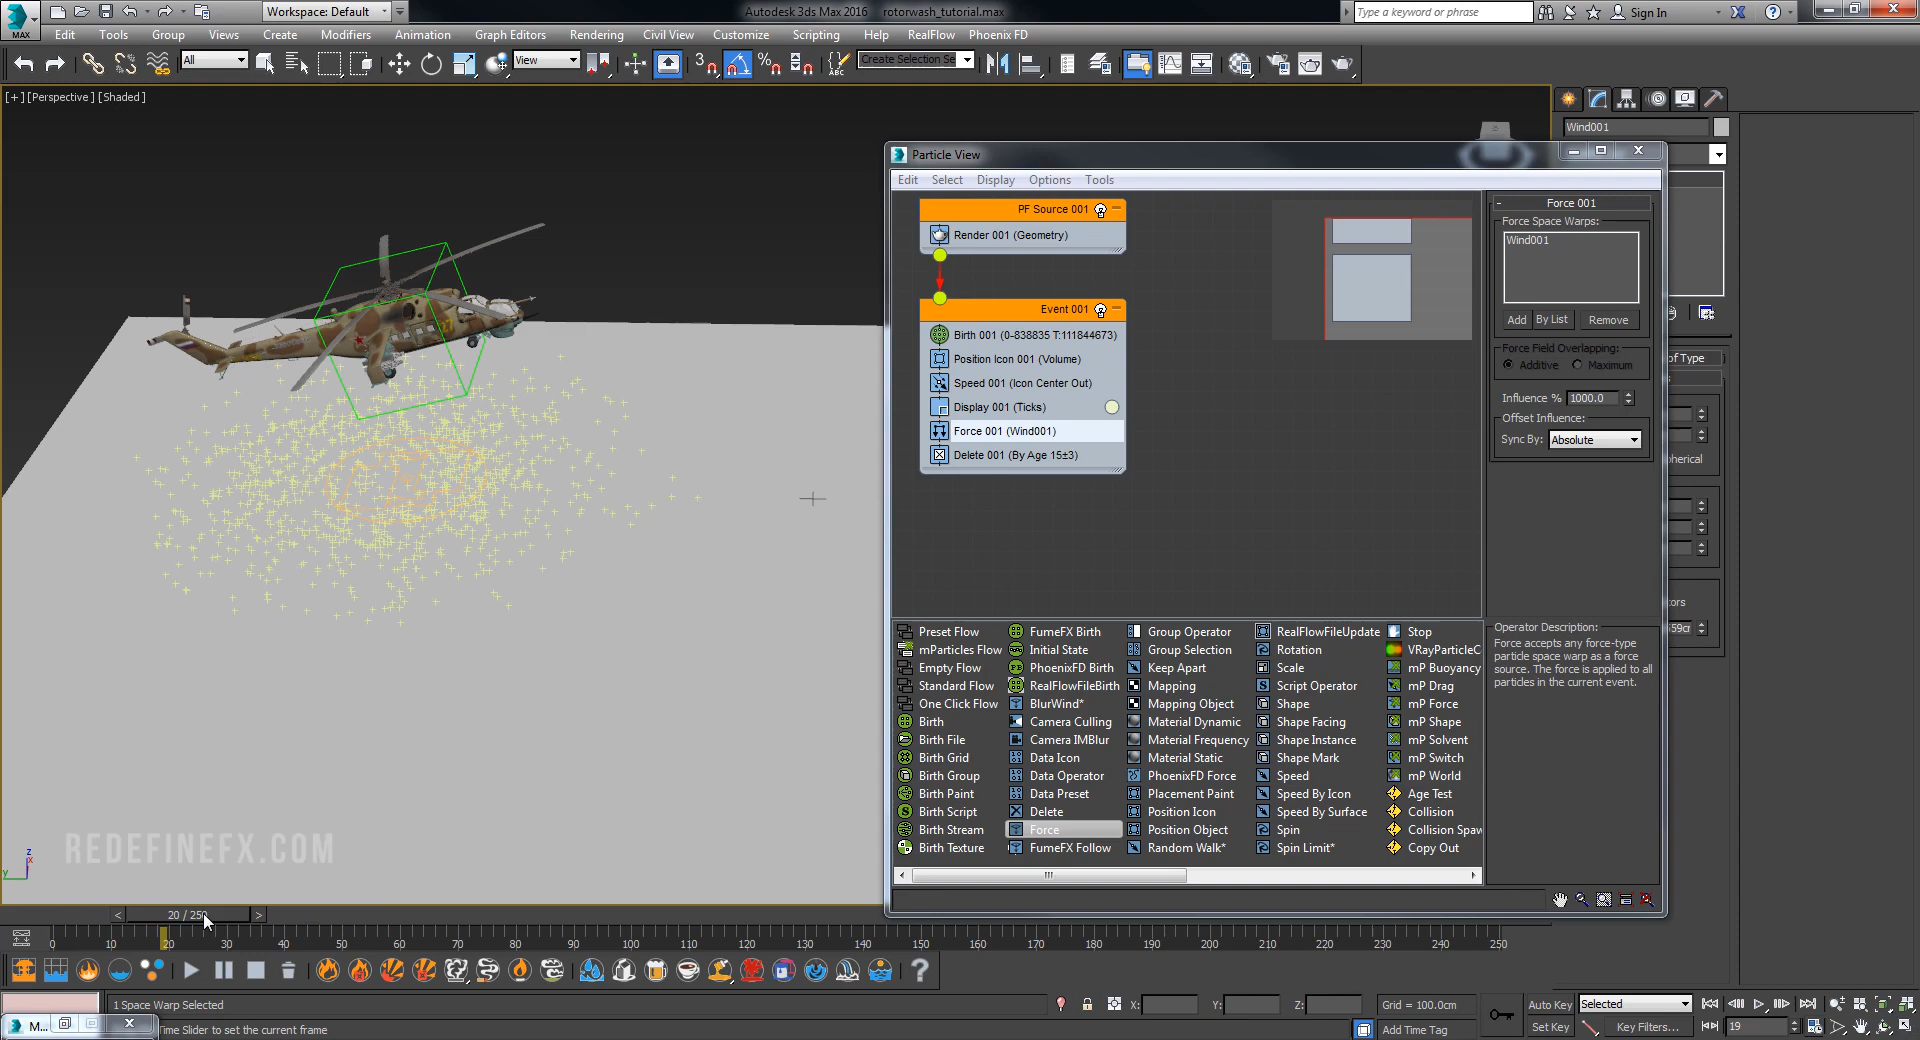 Workspace: Default
Autodesk 3ds Max 2016 rotorwash_tutorial.max
Type a keyword or phrase
Sign In
MAX
Edit Tools Group Views Create Modifiers Animation Graph Editors Rendering Civil View Customize Scripting Help RealFlow Phoenix FD
All
View
3
ABC
Create Selection Se
[+] [Perspective] [Shaded]
Wind001
Particle View
Edit Select Display Options Tools
PF Source 001
Render 001 (Geometry)
Event 001
Birth 001 (0-838835 T:111844673)
Position Icon 001 (Volume)
Speed 001 (Icon Center Out)
Display 001 (Ticks)
Force 001 (Wind001)
Delete 001 (By Age 15±3)
- Force 001
Force Space Warps:
Wind001
Add By List Remove
Force Field Overlapping:
Additive Maximum
Influence % 1000.0
Offset Influence:
Sync By: Absolute
of Type
pherical
tors
59cr
Preset Flow FumeFX Birth Group Operator RealFlowFileUpdate Stop
mParticles Flow Initial State Group Selection Rotation VRayParticleC
Empty Flow PhoenixFD Birth Keep Apart Scale mP Buoyancy
Standard Flow RealFlowFileBirth Mapping Script Operator mP Drag
One Click Flow BlurWind* Mapping Object Shape mP Force
Birth Camera Culling Material Dynamic Shape Facing mP Shape
Birth File Camera IMBlur Material Frequency Shape Instance mP Solvent
Birth Grid Data Icon Material Static Shape Mark mP Switch
Birth Group Data Operator PhoenixFD Force Speed mP World
Birth Paint Data Preset Placement Paint Speed By Icon Age Test
Birth Script Delete Position Icon Speed By Surface Collision
Birth Stream Force Position Object Spin Collision Spaw
Birth Texture FumeFX Follow Random Walk* Spin Limit* Copy Out
Operator Description:
Force accepts any force-type
particle space warp as a force
source. The force is applied to all
particles in the current event.
REDEFINEFX.COM
z
x
y
< 20 / 250 >
0 10 20 30 40 50 60 70 80 90 100 110 120 130 140 150 160 170 180 190 200 210 220 230 240 250
1 Space Warp Selected
X: Y: Z: Grid = 100.0cm
Auto Key Selected
M...
Time Slider to set the current frame
Add Time Tag
Set Key Key Filters... 19